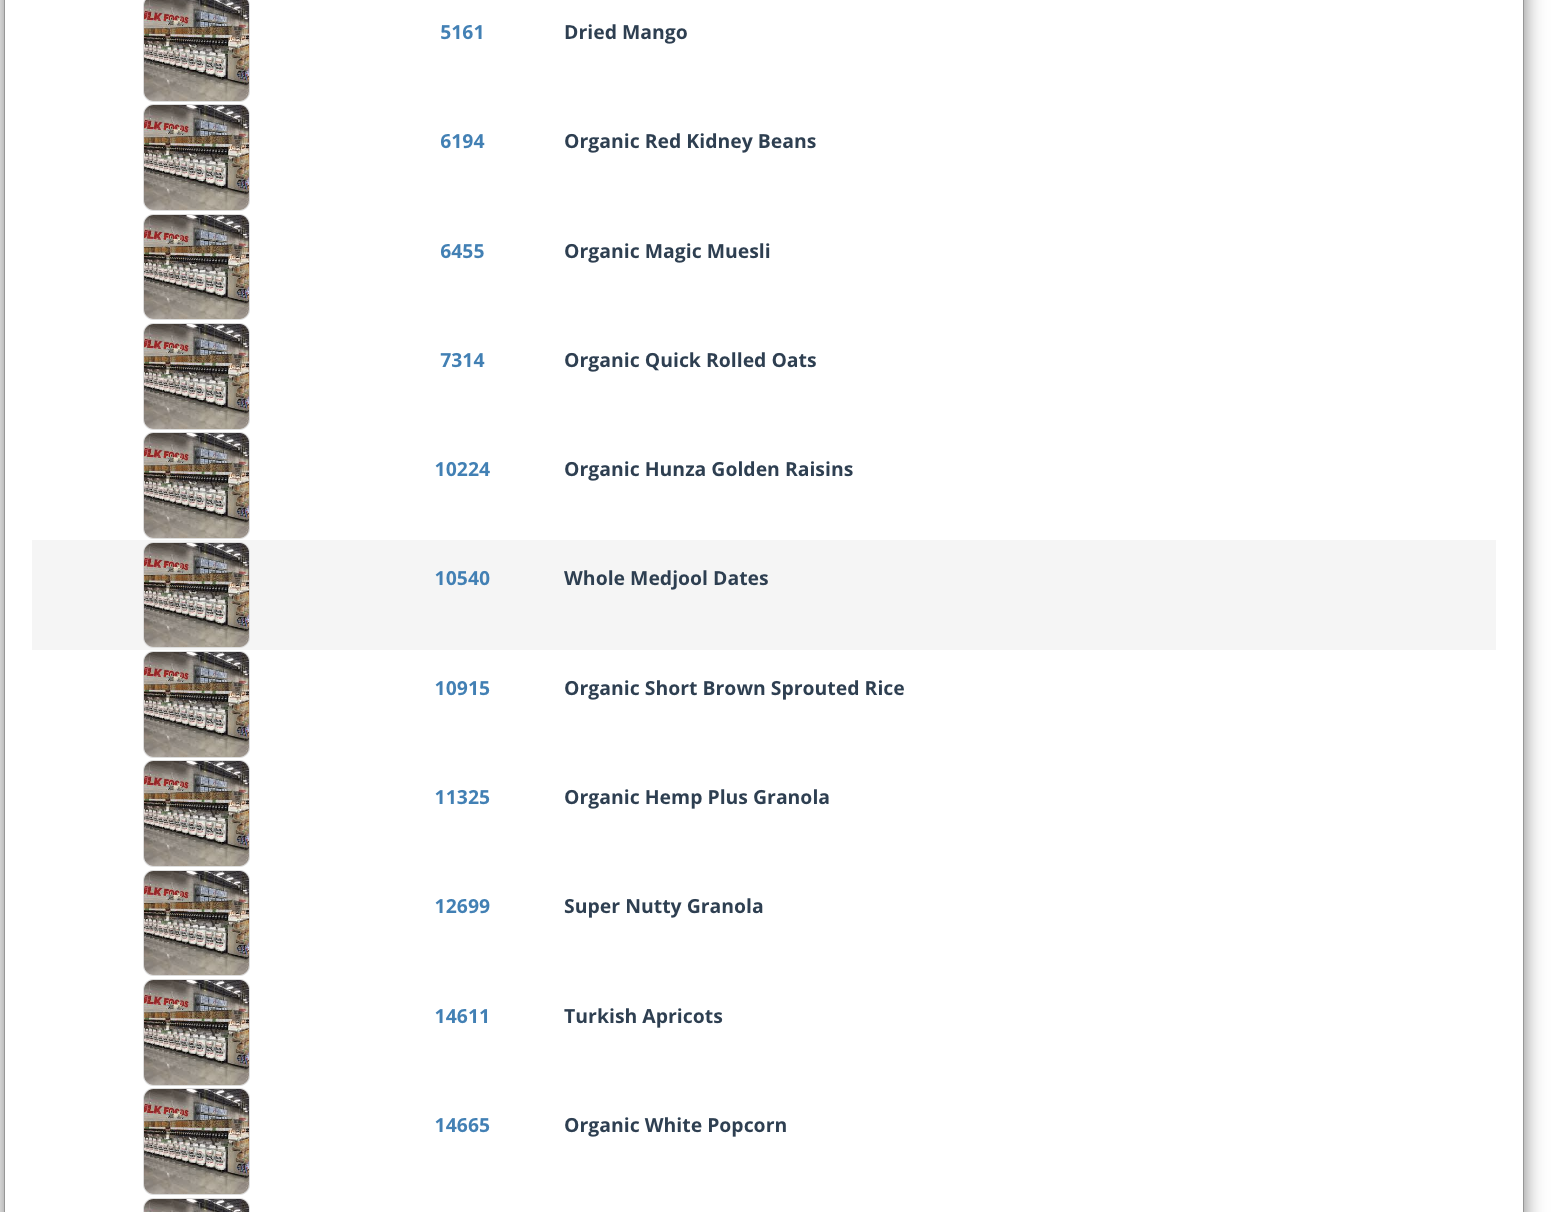 5161 Dried Mango
6194 Organic Red Kidney Beans
6455 Organic Magic Muesli
7314 Organic Quick Rolled Oats
10224 Organic Hunza Golden Raisins
10540 Whole Medjool Dates
10915 Organic Short Brown Sprouted Rice
11325 Organic Hemp Plus Granola
12699 Super Nutty Granola
14611 Turkish Apricots
14665 Organic White Popcorn